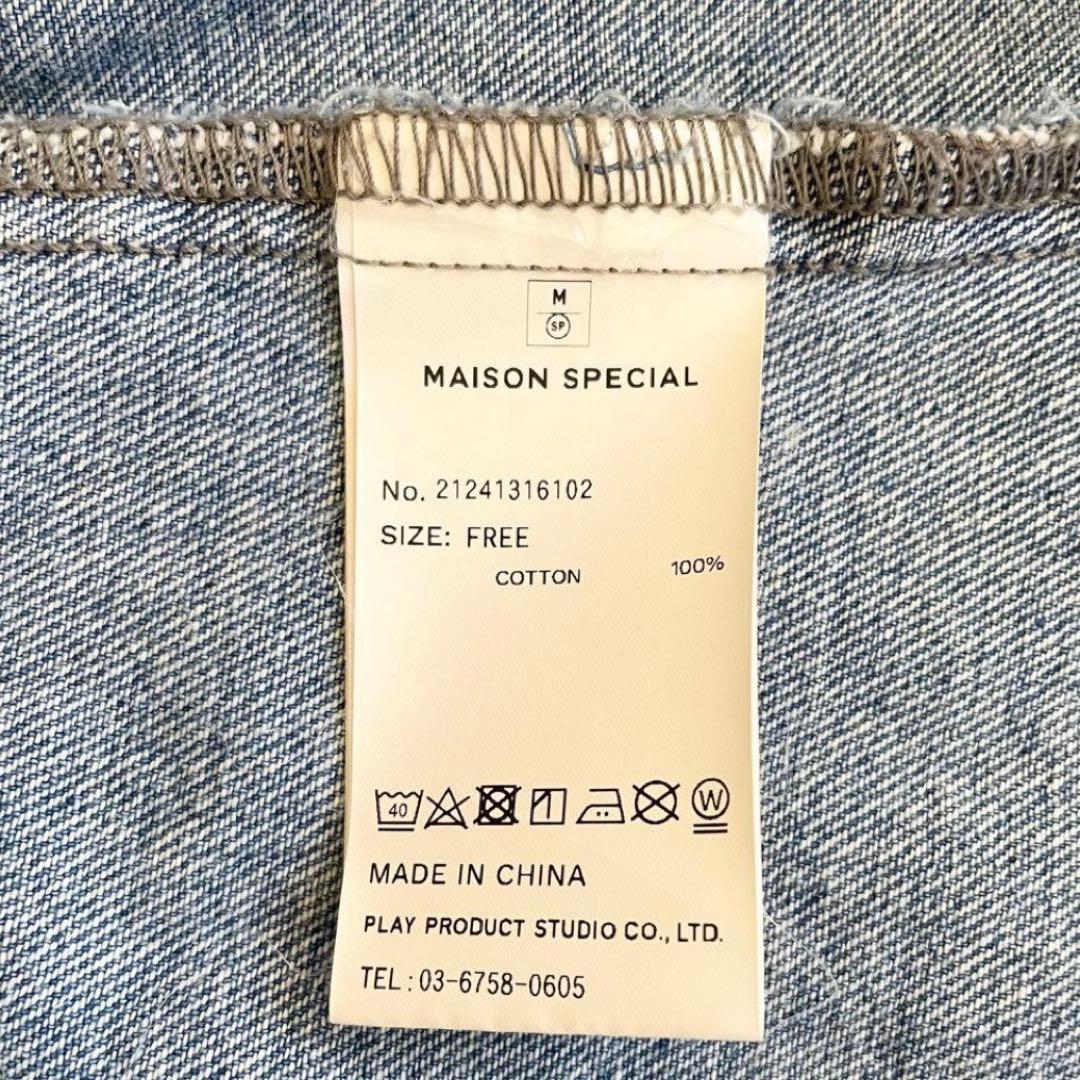 M
SP
MAISON SPECIAL
No. 21241316102
SIZE: FREE
COTTON 100%
40 W
MADE IN CHINA
PLAY PRODUCT STUDIO CO., LTD.
TEL : 03-6758-0605